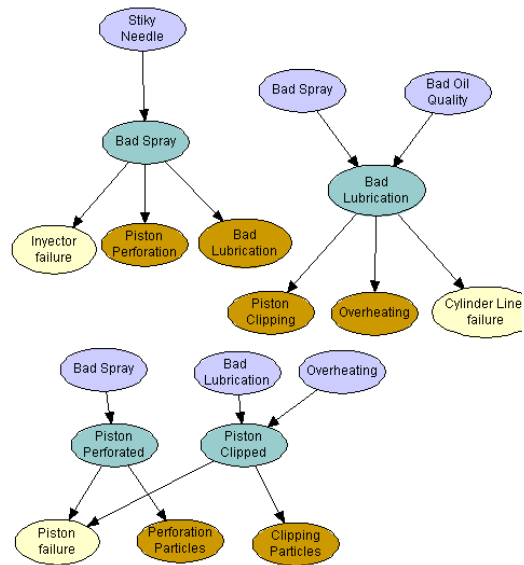 Stiky
Needle
Bad Spray
Inyector
failure
Piston
Perforation
Bad
Lubrication
Bad Spray
Bad Oil
Quality
Bad
Lubrication
Piston
Clipping
Overheating
Cylinder Line
failure
Bad Spray
Bad
Lubrication
Overheating
Piston
Perforated
Piston
Clipped
Piston
failure
Perforation
Particles
Clipping
Particles